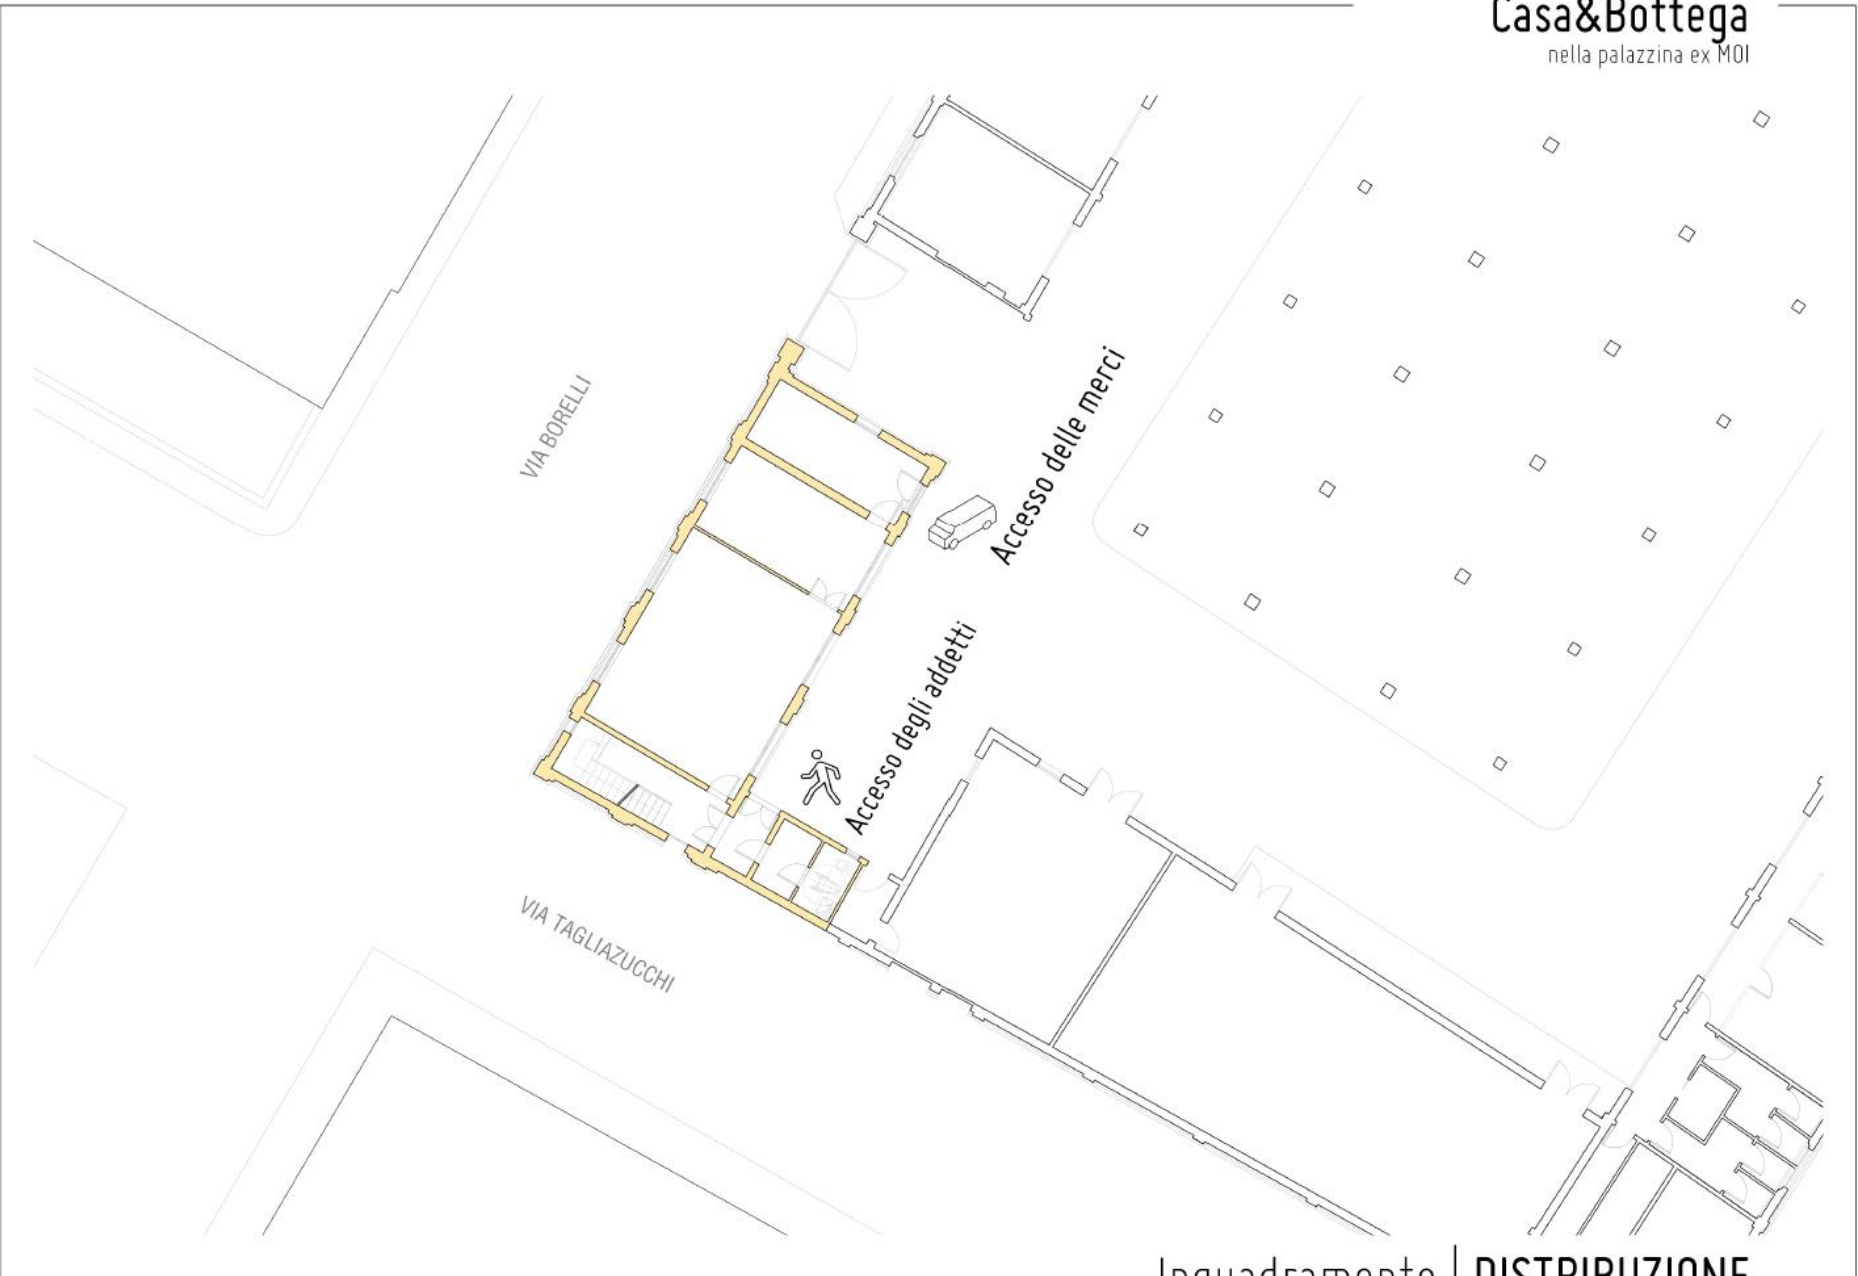 Casa&Bottega
nella palazzina ex MOI
VIA BORELLI
Accesso delle merci
Accesso degli addetti
VIA TAGLIAZUCCHI
Inquadramento | DISTRIBUZIONE